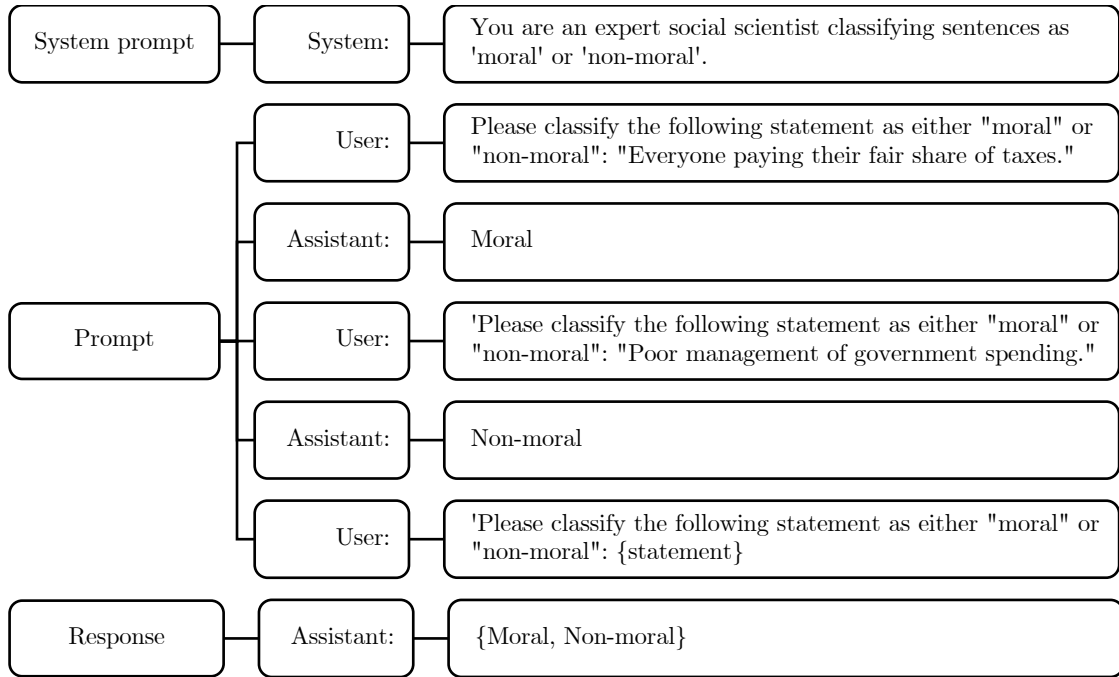 System prompt
System:
You are an expert social scientist classifying sentences as
'moral' or 'non-moral'.
User:
Please classify the following statement as either "moral" or
"non-moral": "Everyone paying their fair share of taxes."
Assistant:
Moral
Prompt
User:
'Please classify the following statement as either "moral" or
"non-moral": "Poor management of government spending."
Assistant:
Non-moral
User:
'Please classify the following statement as either "moral" or
"non-moral": {statement}
Response
Assistant:
{Moral, Non-moral}